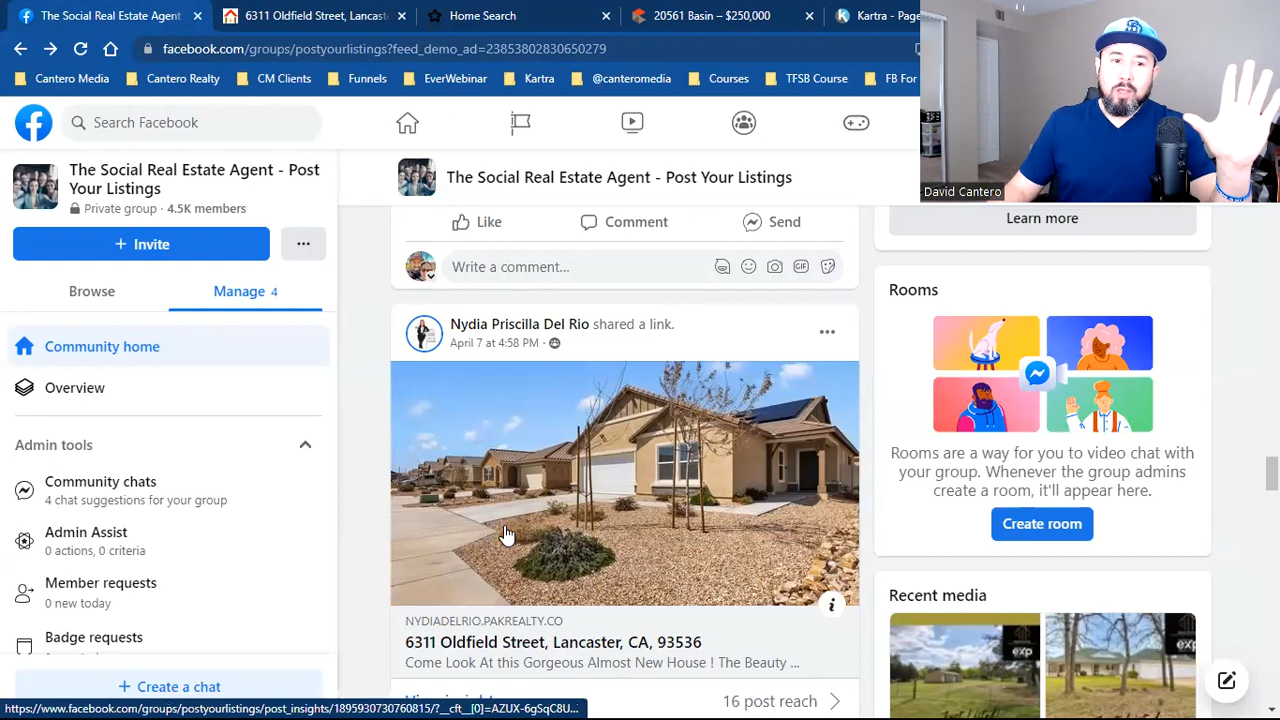 The Social Real Estate Agent
6311 Oldfield Street, Lancaste
Home Search
20561 Basin – $250,000
Kartra - Page
facebook.com/groups/postyourlistings?feed_demo_ad=23853802830650279
Cantero Media
Cantero Realty
CM Clients
Funnels
EverWebinar
Kartra
@canteromedia
Courses
TFSB Course
FB For
David Cantero
Search Facebook
The Social Real Estate Agent - Post
Your Listings
Private group · 4.5K members
+ Invite
...
Browse
Manage 4
Community home
Overview
Admin tools
Community chats
4 chat suggestions for your group
Admin Assist
0 actions, 0 criteria
Member requests
0 new today
Badge requests
+ Create a chat
https://www.facebook.com/groups/postyourlistings/post_insights/1895930730760815/?__cft__[0]=AZUX-6gSqC8U...
The Social Real Estate Agent - Post Your Listings
Like
Comment
Send
Write a comment...
GIF
Nydia Priscilla Del Rio shared a link.
April 7 at 4:58 PM ·
NYDIADELRIO.PAKREALTY.CO
6311 Oldfield Street, Lancaster, CA, 93536
Come Look At this Gorgeous Almost New House ! The Beauty ...
16 post reach
Learn more
Rooms
Rooms are a way for you to video chat with
your group. Whenever the group admins
create a room, it'll appear here.
Create room
Recent media
exp
exp